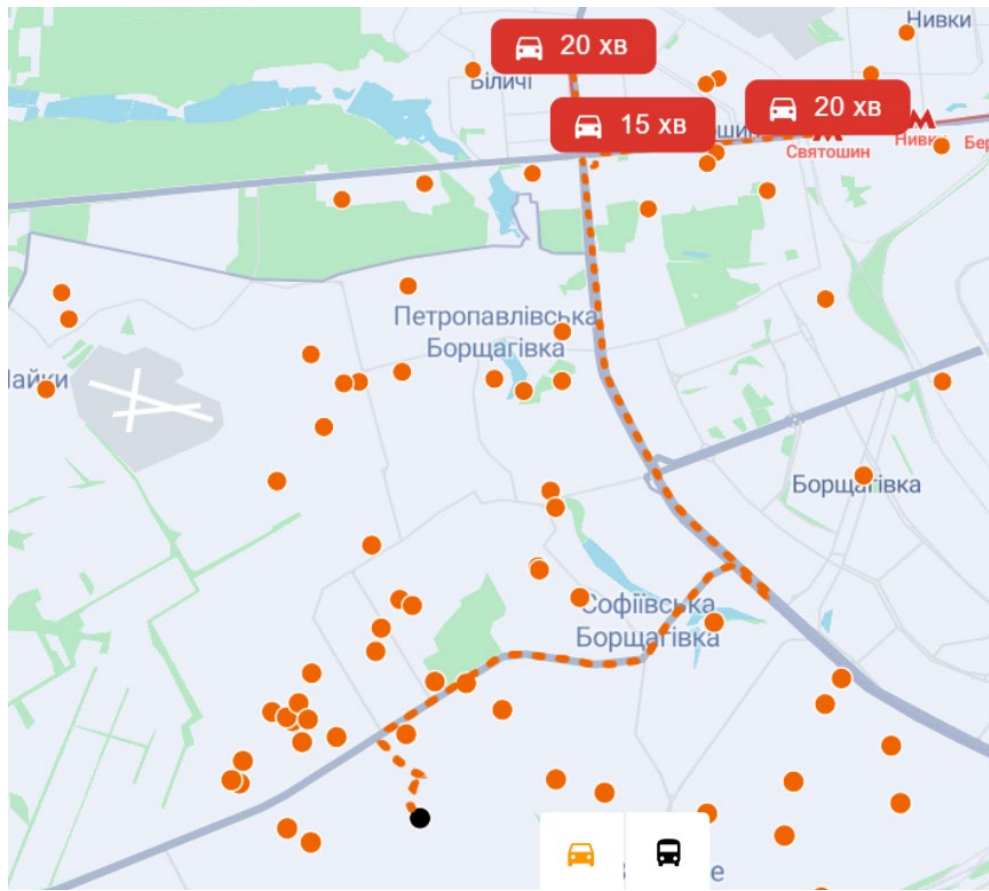 Нивки
20 хв
Біличі
20 хв
15 хв
Святошин
Нивки
Петропавлівська
Борщагівка
Борщагівка
Софіївська
Борщагівка